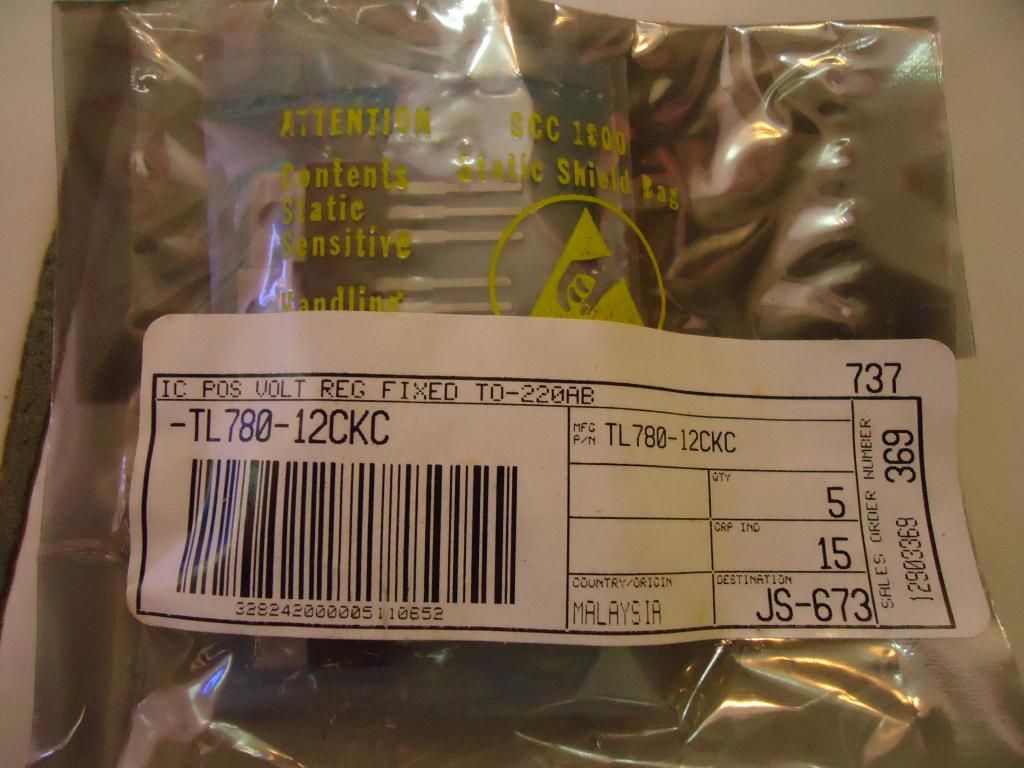 ATTENTION
Contents
Static
Sensitive
Handling
SCC 1800
Static Shield Bag
737
IC POS VOLT REG FIXED TO-220AB
-TL780-12CKC
328242000005110652
MFG P/N TL780-12CKC
QTY
5
GRP IND
15
COUNTRY/ORIGIN
MALAYSIA
DESTINATION
JS-673
SALES ORDER NUMBER
369
12903369